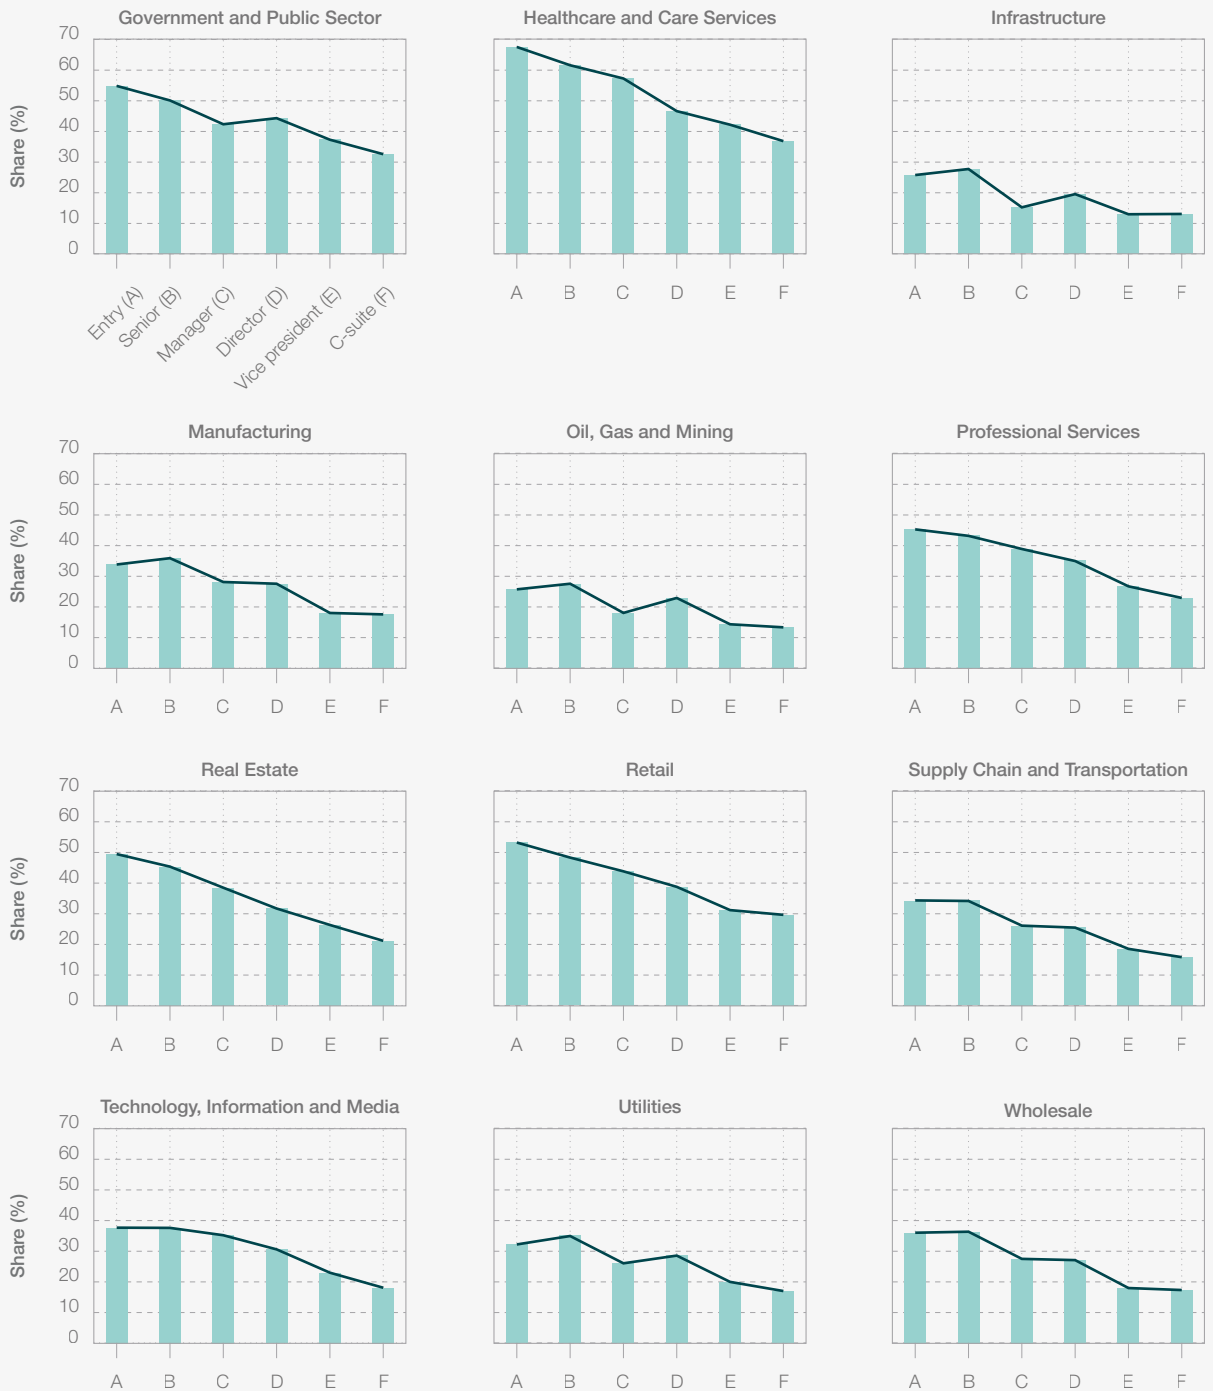 Government and Public Sector
Healthcare and Care Services
Infrastructure
Share (%)
70
60
50
40
30
20
10
0
Entry (A)
Senior (B)
Manager (C)
Director (D)
Vice president (E)
C-suite (F)
A B C D E F
A B C D E F
Manufacturing
Oil, Gas and Mining
Professional Services
Share (%)
70
60
50
40
30
20
10
0
A B C D E F
A B C D E F
A B C D E F
Real Estate
Retail
Supply Chain and Transportation
Share (%)
70
60
50
40
30
20
10
0
A B C D E F
A B C D E F
A B C D E F
Technology, Information and Media
Utilities
Wholesale
Share (%)
70
60
50
40
30
20
10
0
A B C D E F
A B C D E F
A B C D E F